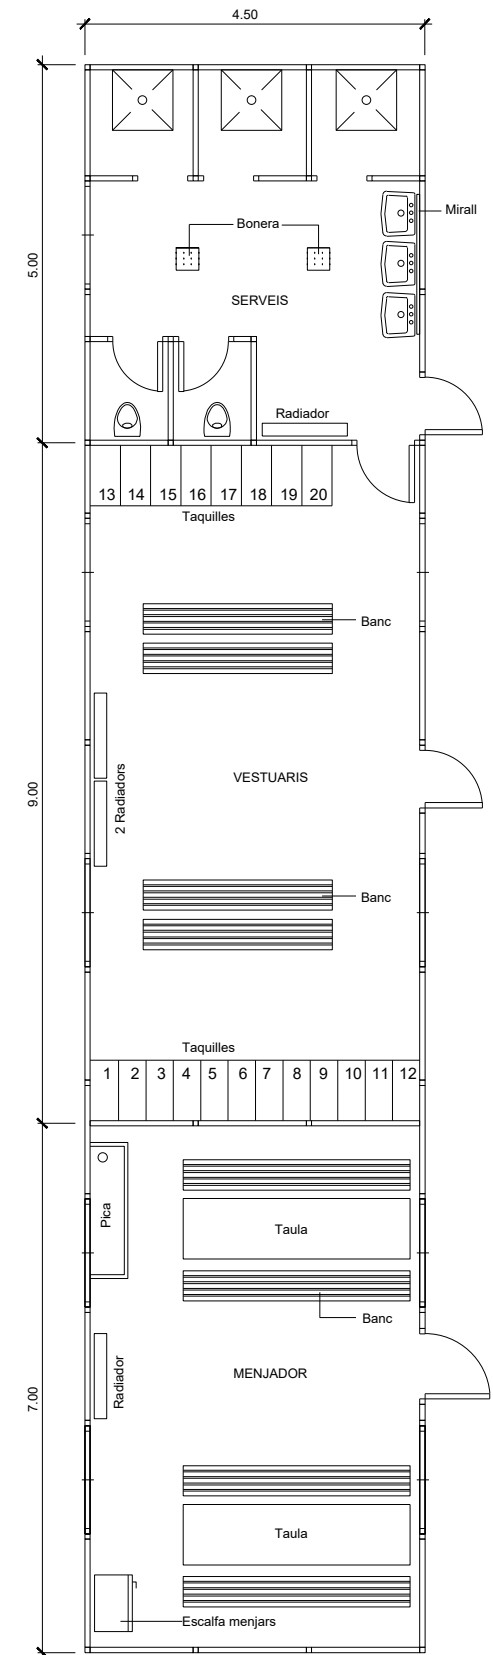 4.50
Mirall
Bonera
5.00
SERVEIS
Radiador
13 14 15 16 17 18 19 20
Taquilles
Banc
2 Radiadors
VESTUARIS
9.00
Banc
Taquilles
1 2 3 4 5 6 7 8 9 10 11 12
Pica
Taula
Banc
MENJADOR
Radiador
7.00
Taula
Escalfa menjars